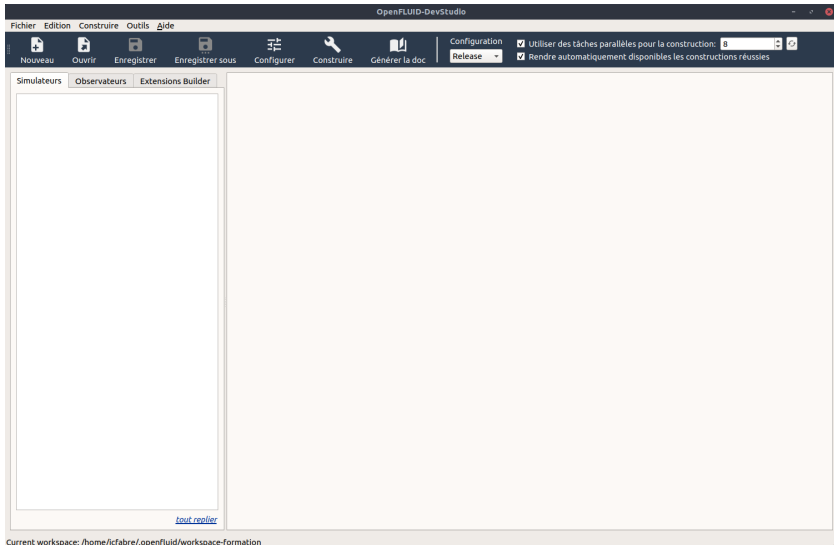 OpenFLUID-DevStudio
Fichier Edition Construire Outils Aide
Nouveau Ouvrir Enregistrer Enregistrer sous Configurer Construire Générer la doc
Configuration
Release
Utiliser des tâches parallèles pour la construction: 8
Rendre automatiquement disponibles les constructions réussies
Simulateurs Observateurs Extensions Builder
tout replier
Current workspace: /home/jcfabre/.openfluid/workspace-formation